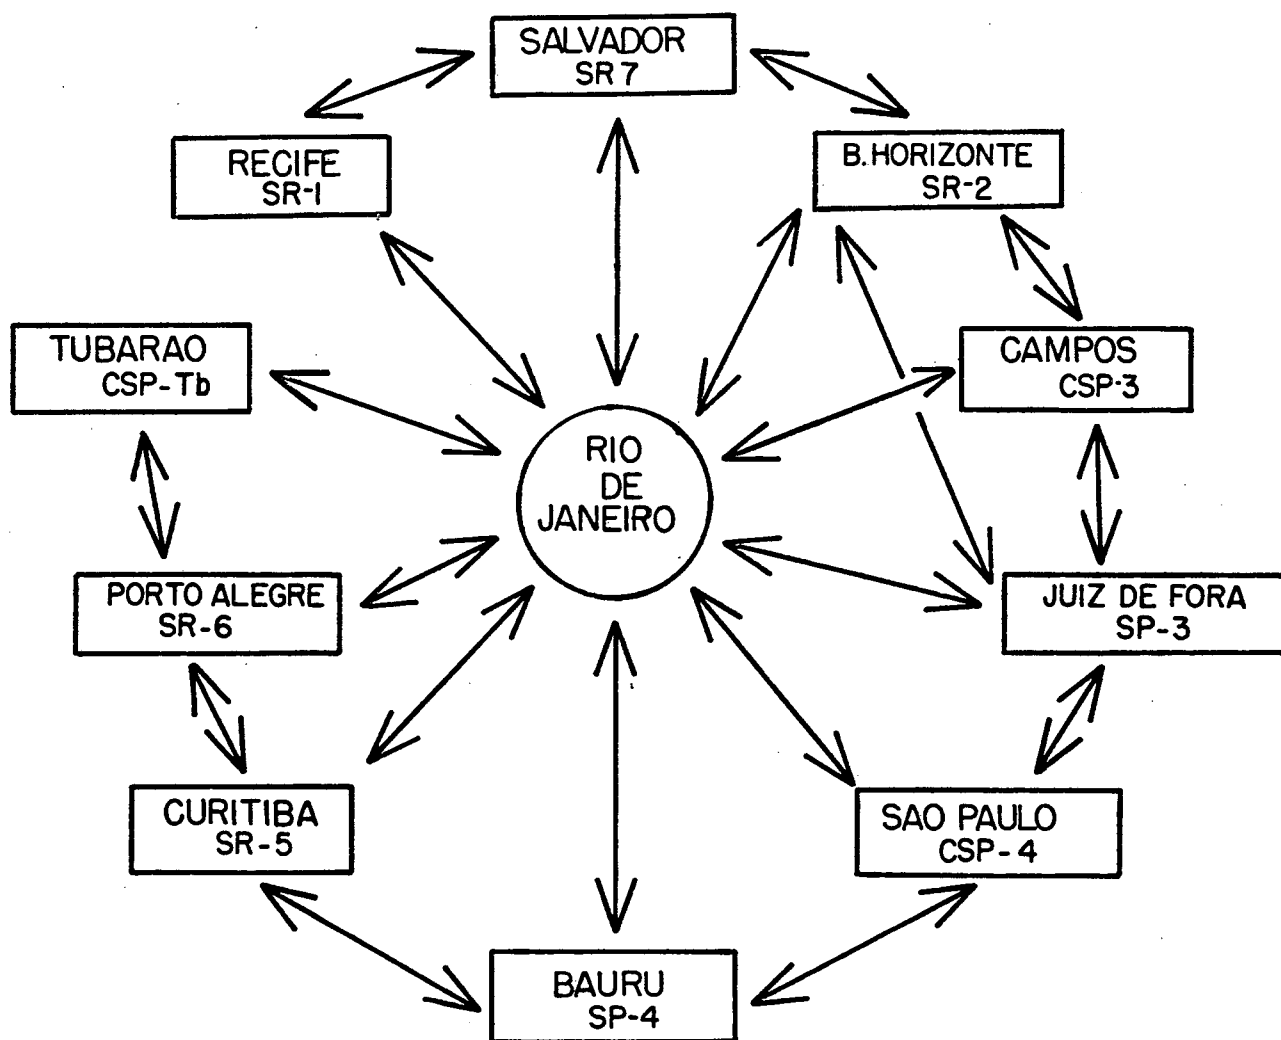 SALVADOR
SR 7
RECIFE
SR-1
B. HORIZONTE
SR-2
TUBARAO
CSP-Tb
CAMPOS
CSP-3
RIO
DE
JANEIRO
PORTO ALEGRE
SR-6
JUIZ DE FORA
SP-3
CURITIBA
SR-5
SAO PAULO
CSP-4
BAURU
SP-4